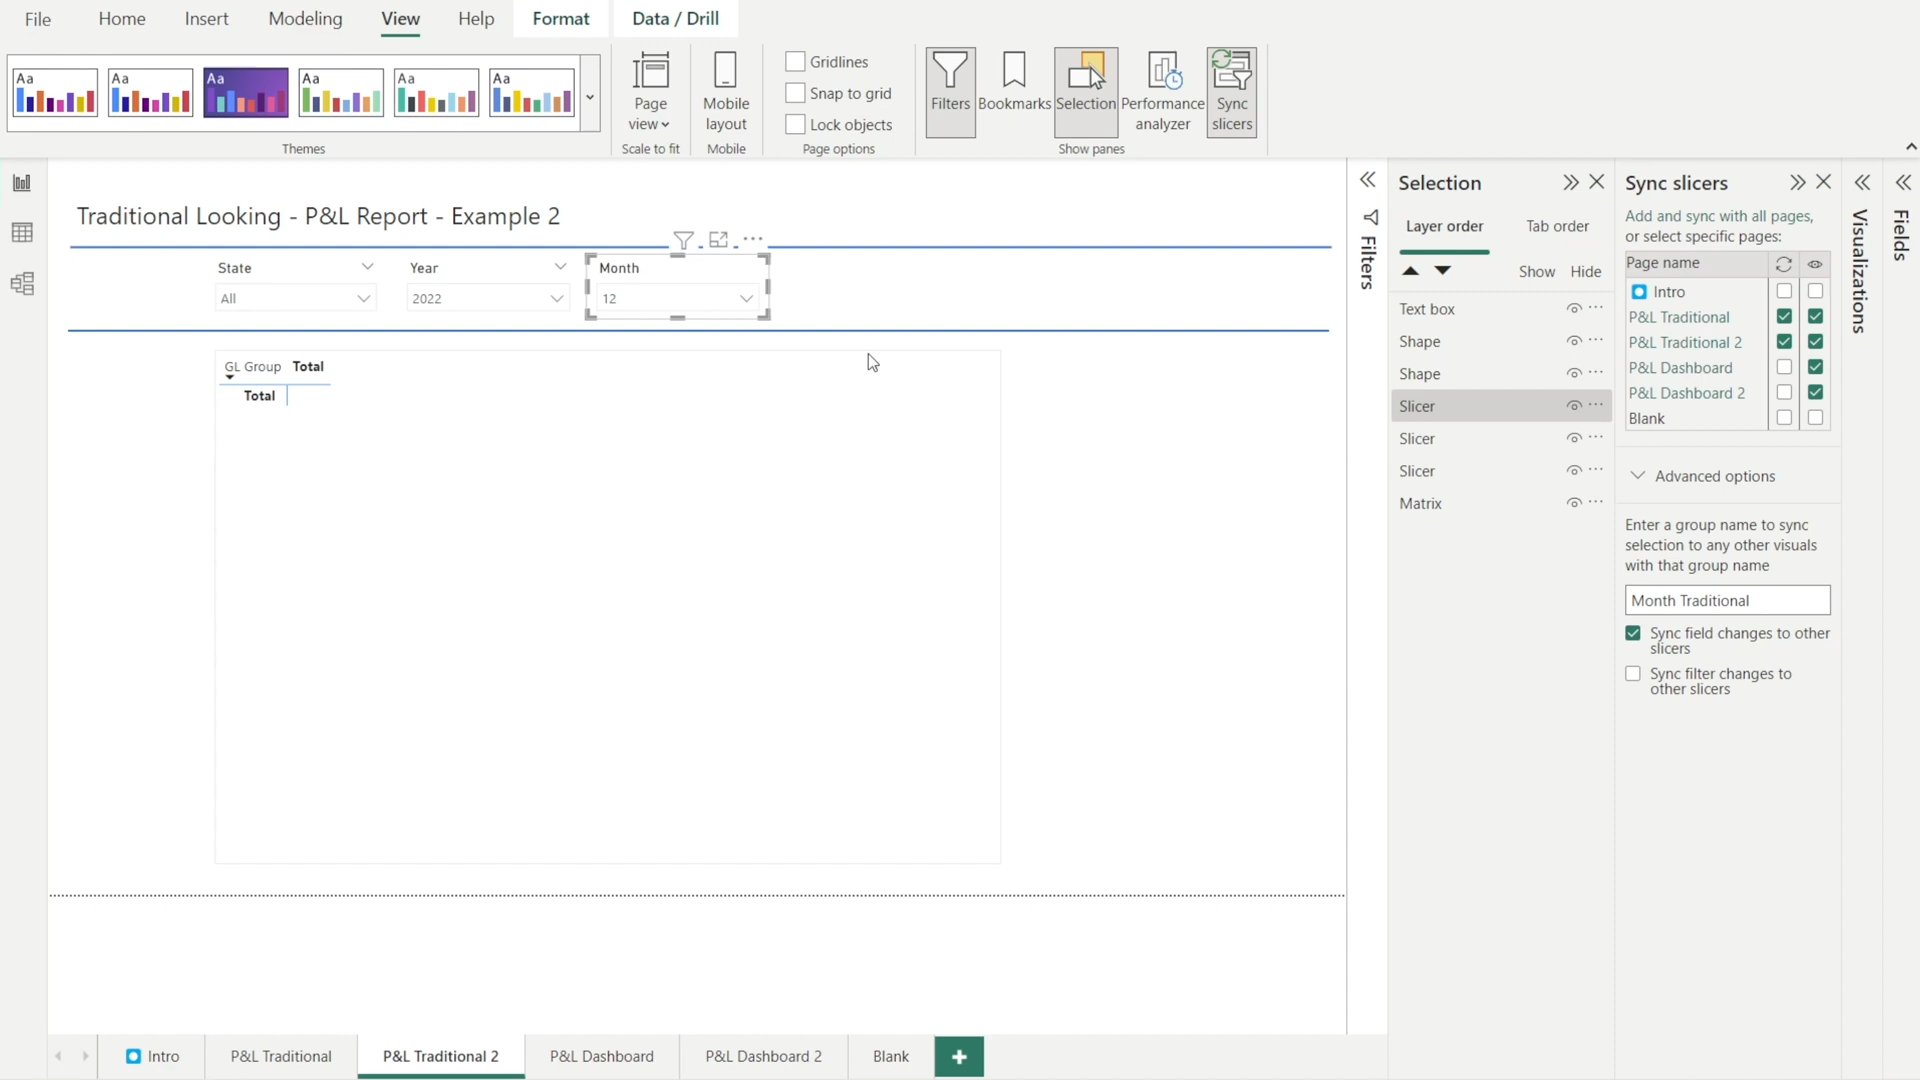 File Home Insert Modeling View Help Format Data / Drill
Aa Aa Aa Aa Aa Aa
Page view
Mobile layout
Gridlines
Snap to grid
Lock objects
Filters
Bookmarks
Selection
Performance analyzer
Sync slicers
Themes Scale to fit Mobile Page options Show panes
Traditional Looking - P&L Report - Example 2
State
All
Year
2022
Month
12
GL Group Total
Total
Filters
Selection
Layer order Tab order
Show Hide
Text box
Shape
Shape
Slicer
Slicer
Slicer
Matrix
Sync slicers
Add and sync with all pages,
or select specific pages:
Page name
Intro
P&L Traditional
P&L Traditional 2
P&L Dashboard
P&L Dashboard 2
Blank
Advanced options
Enter a group name to sync
selection to any other visuals
with that group name
Month Traditional
Sync field changes to other
slicers
Sync filter changes to
other slicers
Visualizations
Fields
Intro P&L Traditional P&L Traditional 2 P&L Dashboard P&L Dashboard 2 Blank